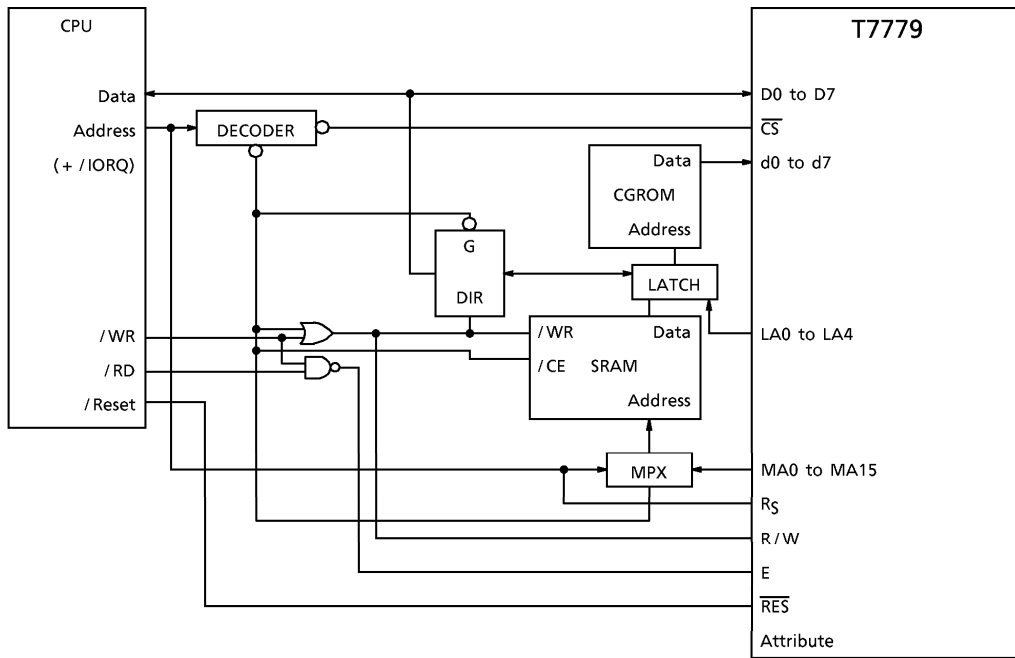 CPU
T7779
Data
D0 to D7
Address
DECODER
CS
(+ /IORQ)
Data
d0 to d7
CGROM
Address
G
LATCH
DIR
/WR
/WR
Data
LA0 to LA4
/RD
/CE
SRAM
/Reset
Address
MPX
MA0 to MA15
RS
R/W
E
RES
Attribute